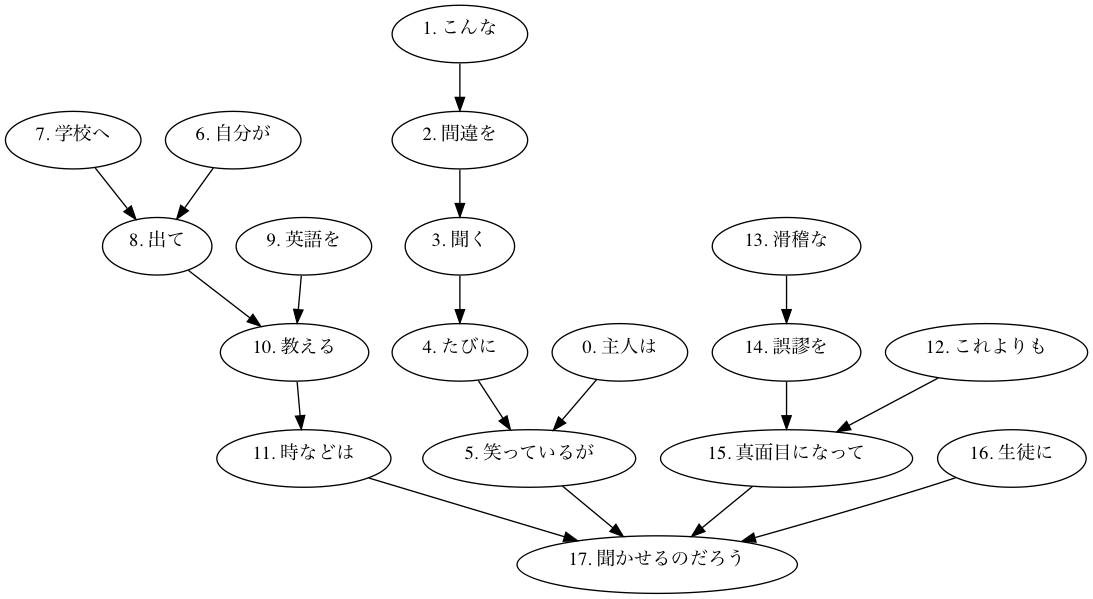 1. こんな
7. 学校へ
6. 自分が
2. 間違を
8. 出て
9. 英語を
3. 聞く
13. 滑稽な
10. 教える
4. たびに
0. 主人は
14. 誤謬を
12. これよりも
11. 時などは
5. 笑っているが
15. 真面目になって
16. 生徒に
17. 聞かせるのだろう